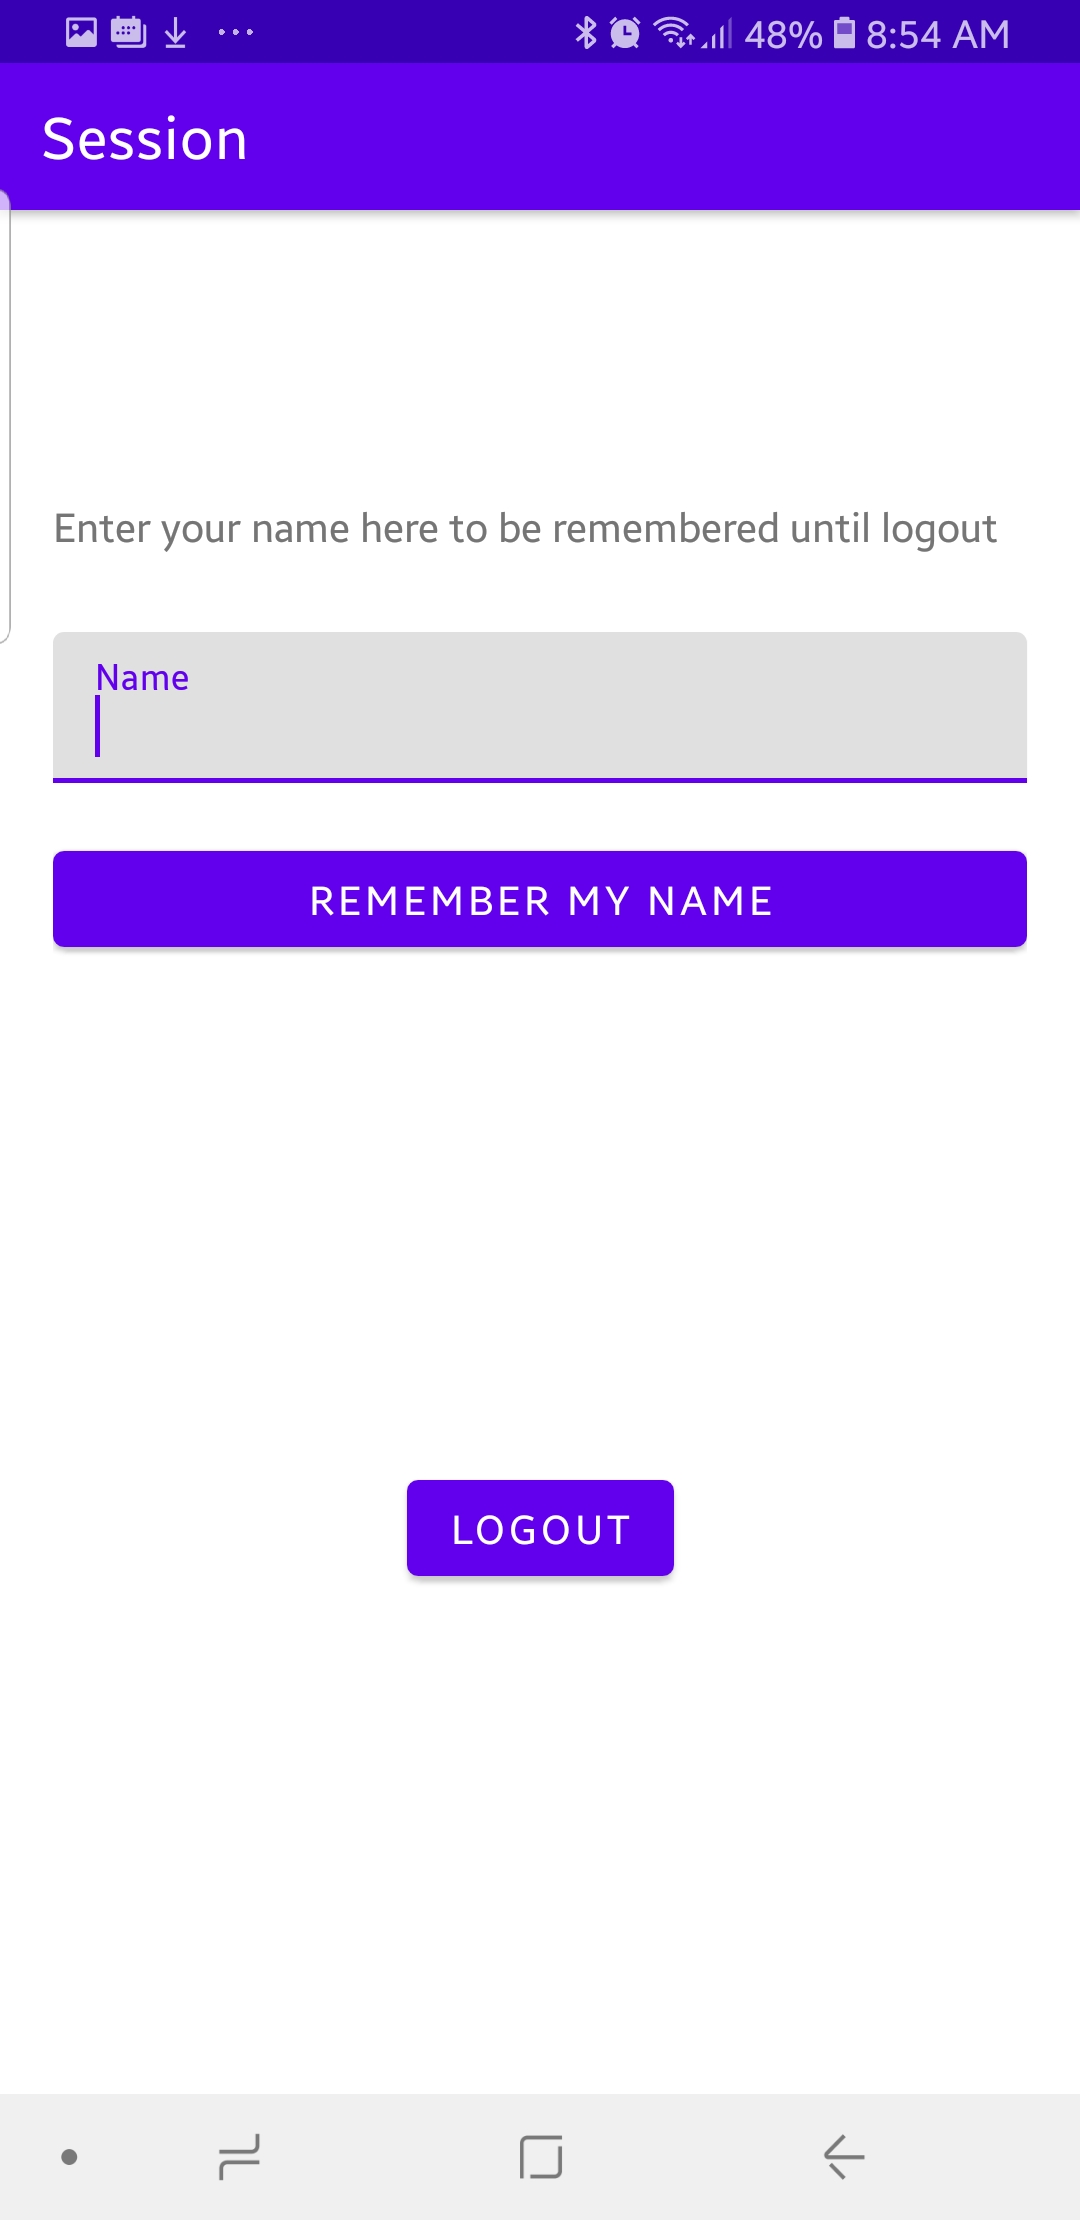 48% 8:54 AM
Session
Enter your name here to be remembered until logout
Name
REMEMBER MY NAME
LOGOUT